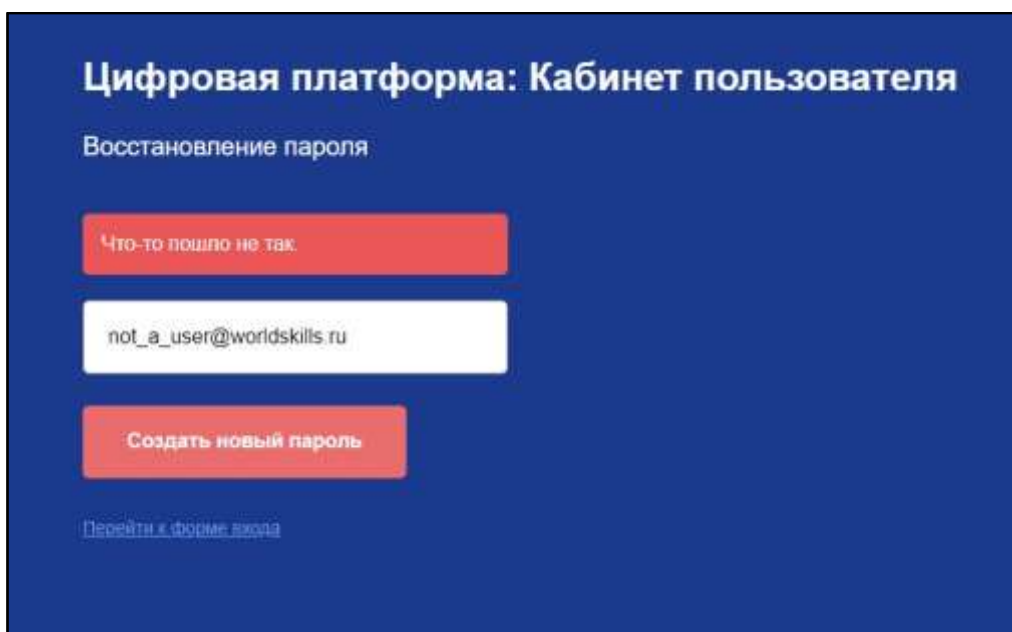 Цифровая платформа: Кабинет пользователя
Восстановление пароля
Что-то пошло не так.
not_a_user@worldskills.ru
Создать новый пароль
Перейти к форме входа